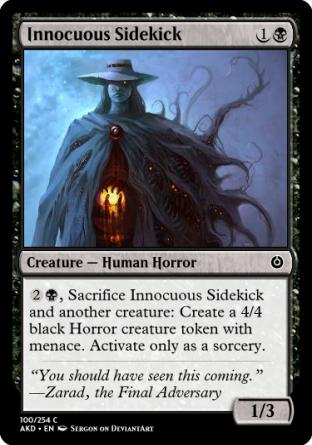 Innocuous Sidekick 1
Creature — Human Horror
2, Sacrifice Innocuous Sidekick
and another creature: Create a 4/4
black Horror creature token with
menace. Activate only as a sorcery.
“You should have seen this coming.”
—Zarad, the Final Adversary
1/3
100/254 C
AKD • EN SERGON ON DEVIANTART